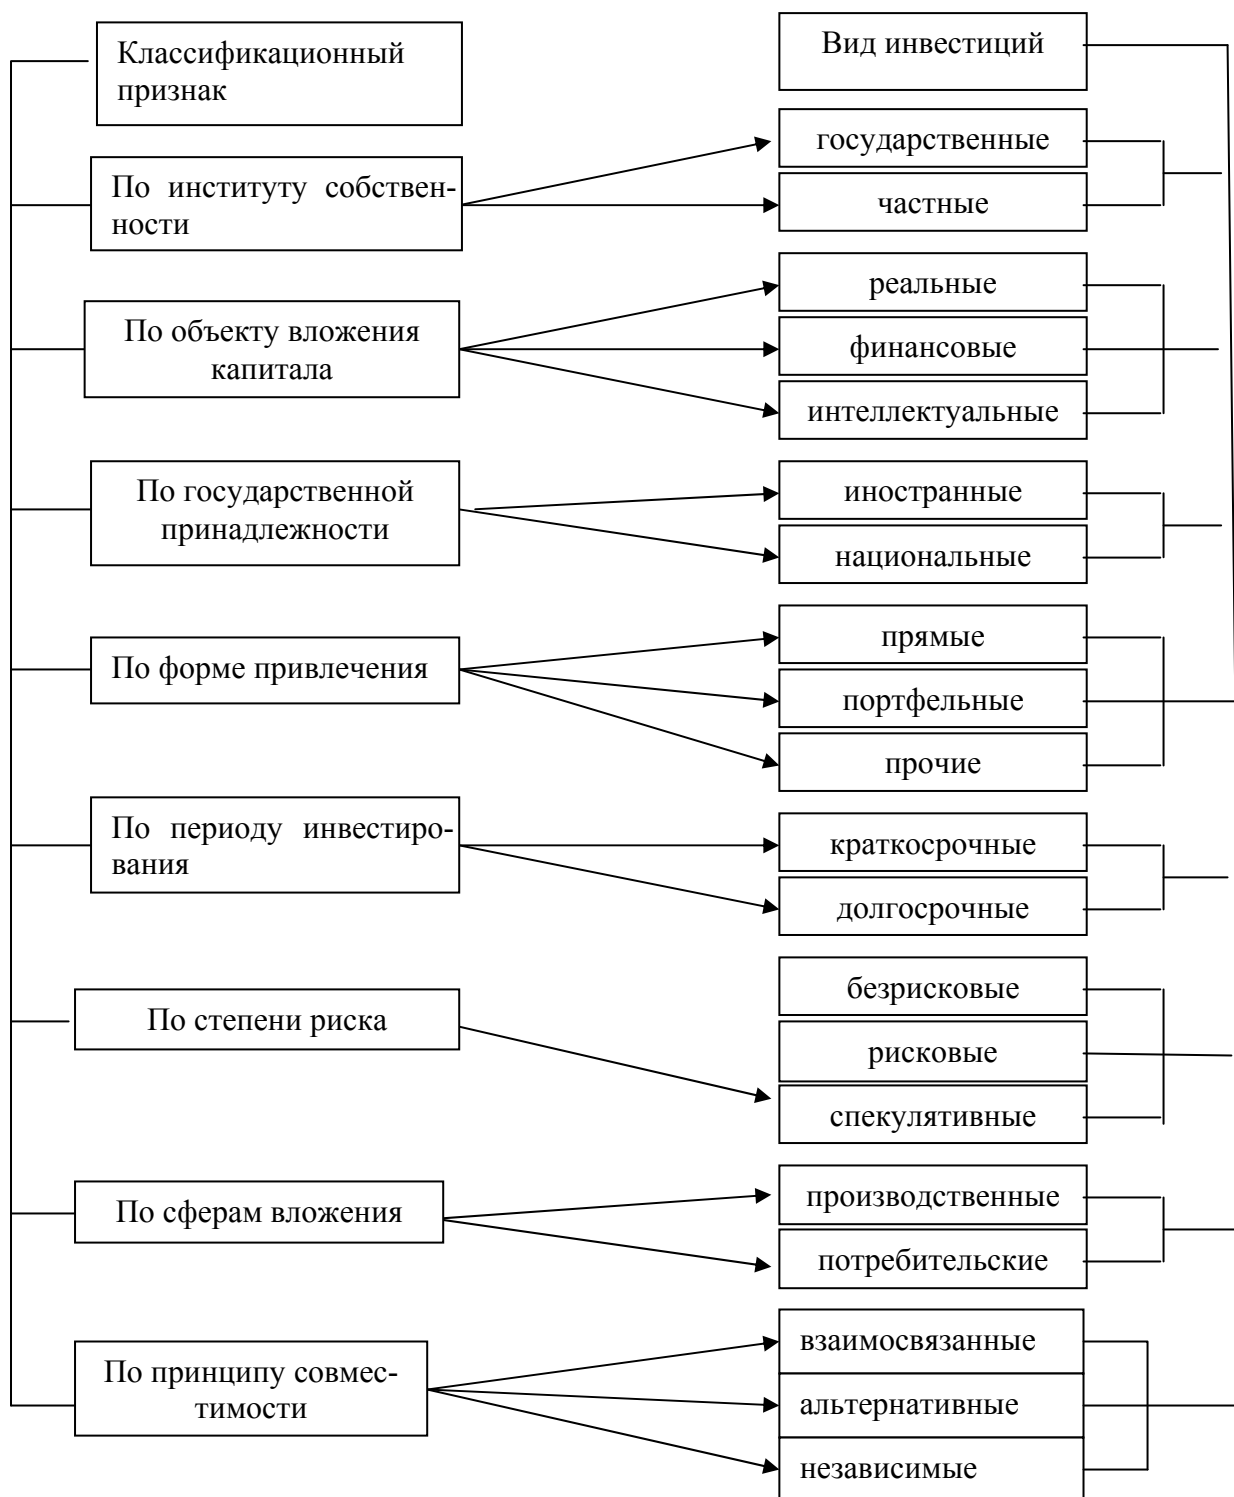 Классификационный
признак
Вид инвестиций
По институту собствен-
ности
государственные
частные
По объекту вложения
капитала
реальные
финансовые
интеллектуальные
По государственной
принадлежности
иностранные
национальные
По форме привлечения
прямые
портфельные
прочие
По периоду инвестиро-
вания
краткосрочные
долгосрочные
По степени риска
безрисковые
рисковые
спекулятивные
По сферам вложения
производственные
потребительские
По принципу совмес-
тимости
взаимосвязанные
альтернативные
независимые